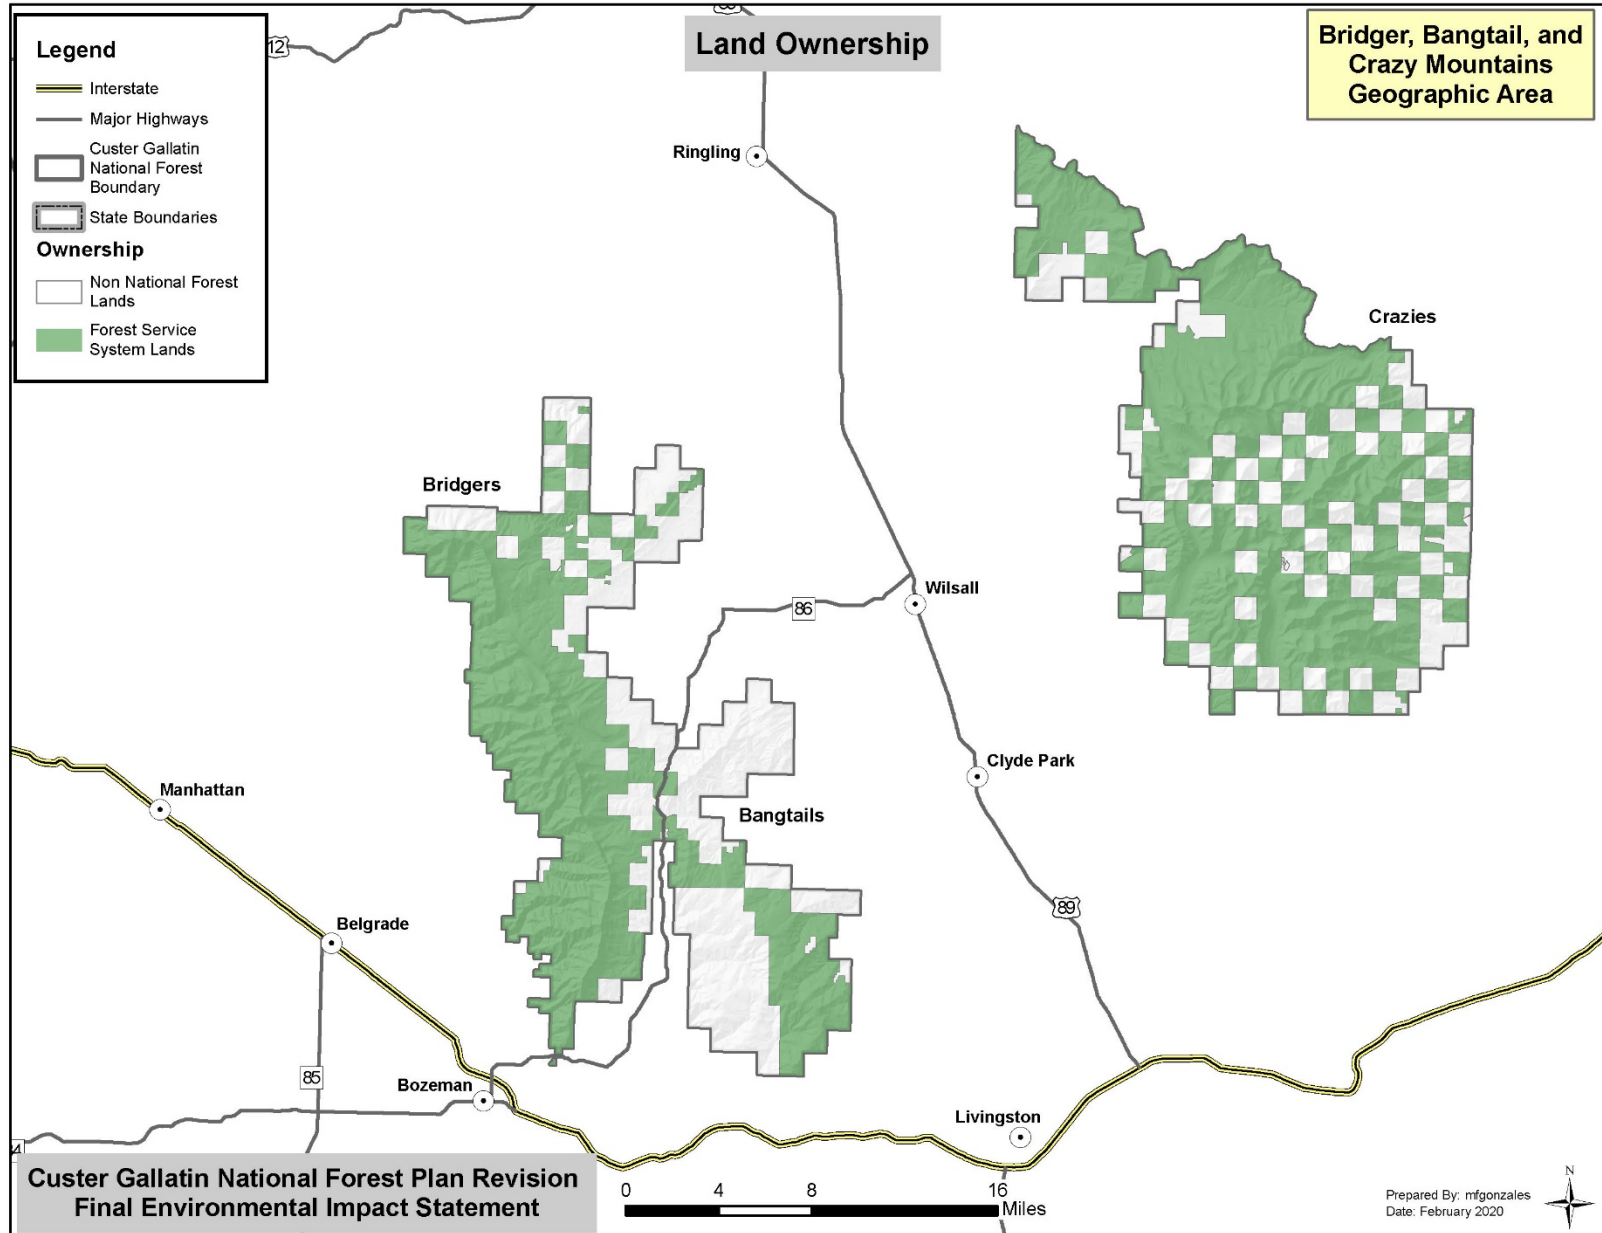 Land Ownership
Bridger, Bangtail, and
Crazy Mountains
Geographic Area
Legend
Interstate
Major Highways
Custer Gallatin
National Forest
Boundary
State Boundaries
Ownership
Non National Forest
Lands
Forest Service
System Lands
12
Ringling
Crazies
Bridgers
86
Wilsall
Clyde Park
Manhattan
Bangtails
89
Belgrade
85
Bozeman
Livingston
Custer Gallatin National Forest Plan Revision
Final Environmental Impact Statement
0 4 8 16
Miles
Prepared By: mfgonzales
Date: February 2020
N